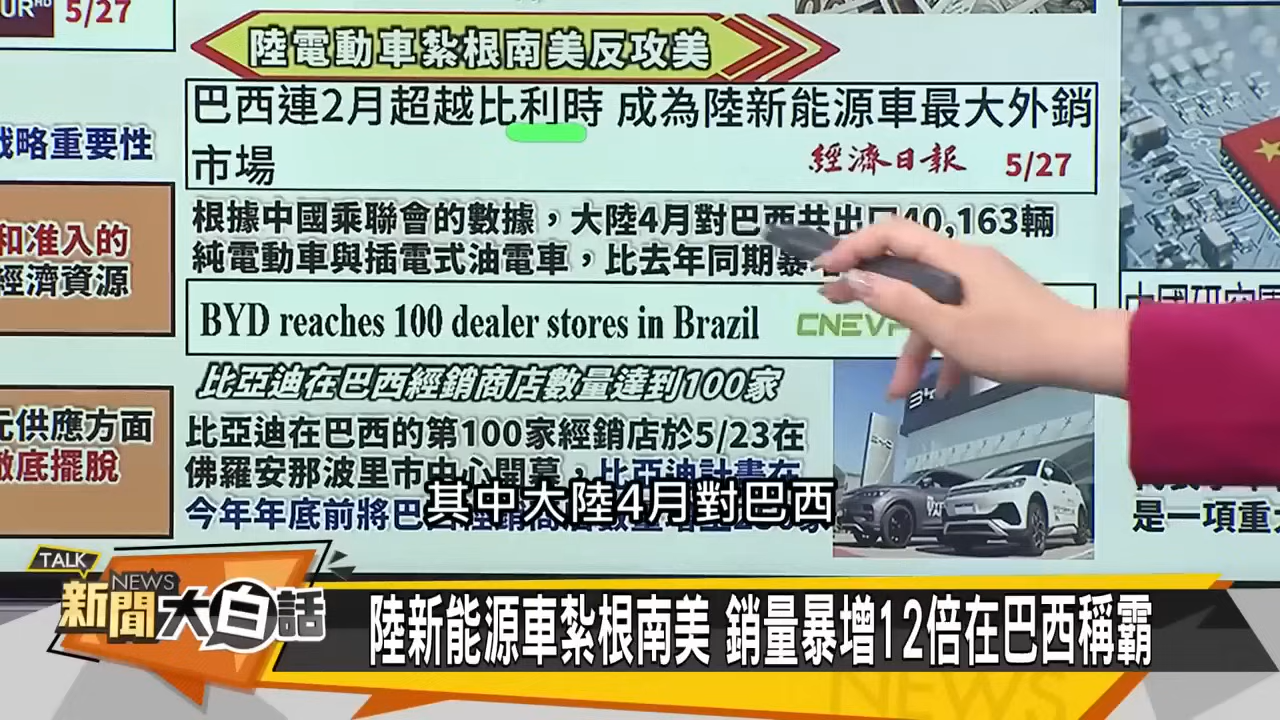 5/27
陸電動車紮根南美反攻美
巴西連2月超越比利時 成為陸新能源車最大外銷
市場
經濟日報 5/27
根據中國乘聯會的數據，大陸4月對巴西共出口40,163輛
純電動車與插電式油電車，比去年同期暴增
BYD reaches 100 dealer stores in Brazil
CNEVP
比亞迪在巴西經銷商店數量達到100家
比亞迪在巴西的第100家經銷店於5/23在
佛羅安那波里市中心開幕，比亞迪計畫在
今年年底前將巴
戰略重要性
和准入的
經濟資源
元供應方面
徹底擺脫
中國研究
是一項重
其中大陸4月對巴西
TALK
NEWS
新聞大白話
陸新能源車紮根南美 銷量暴增12倍在巴西稱霸
NEWS